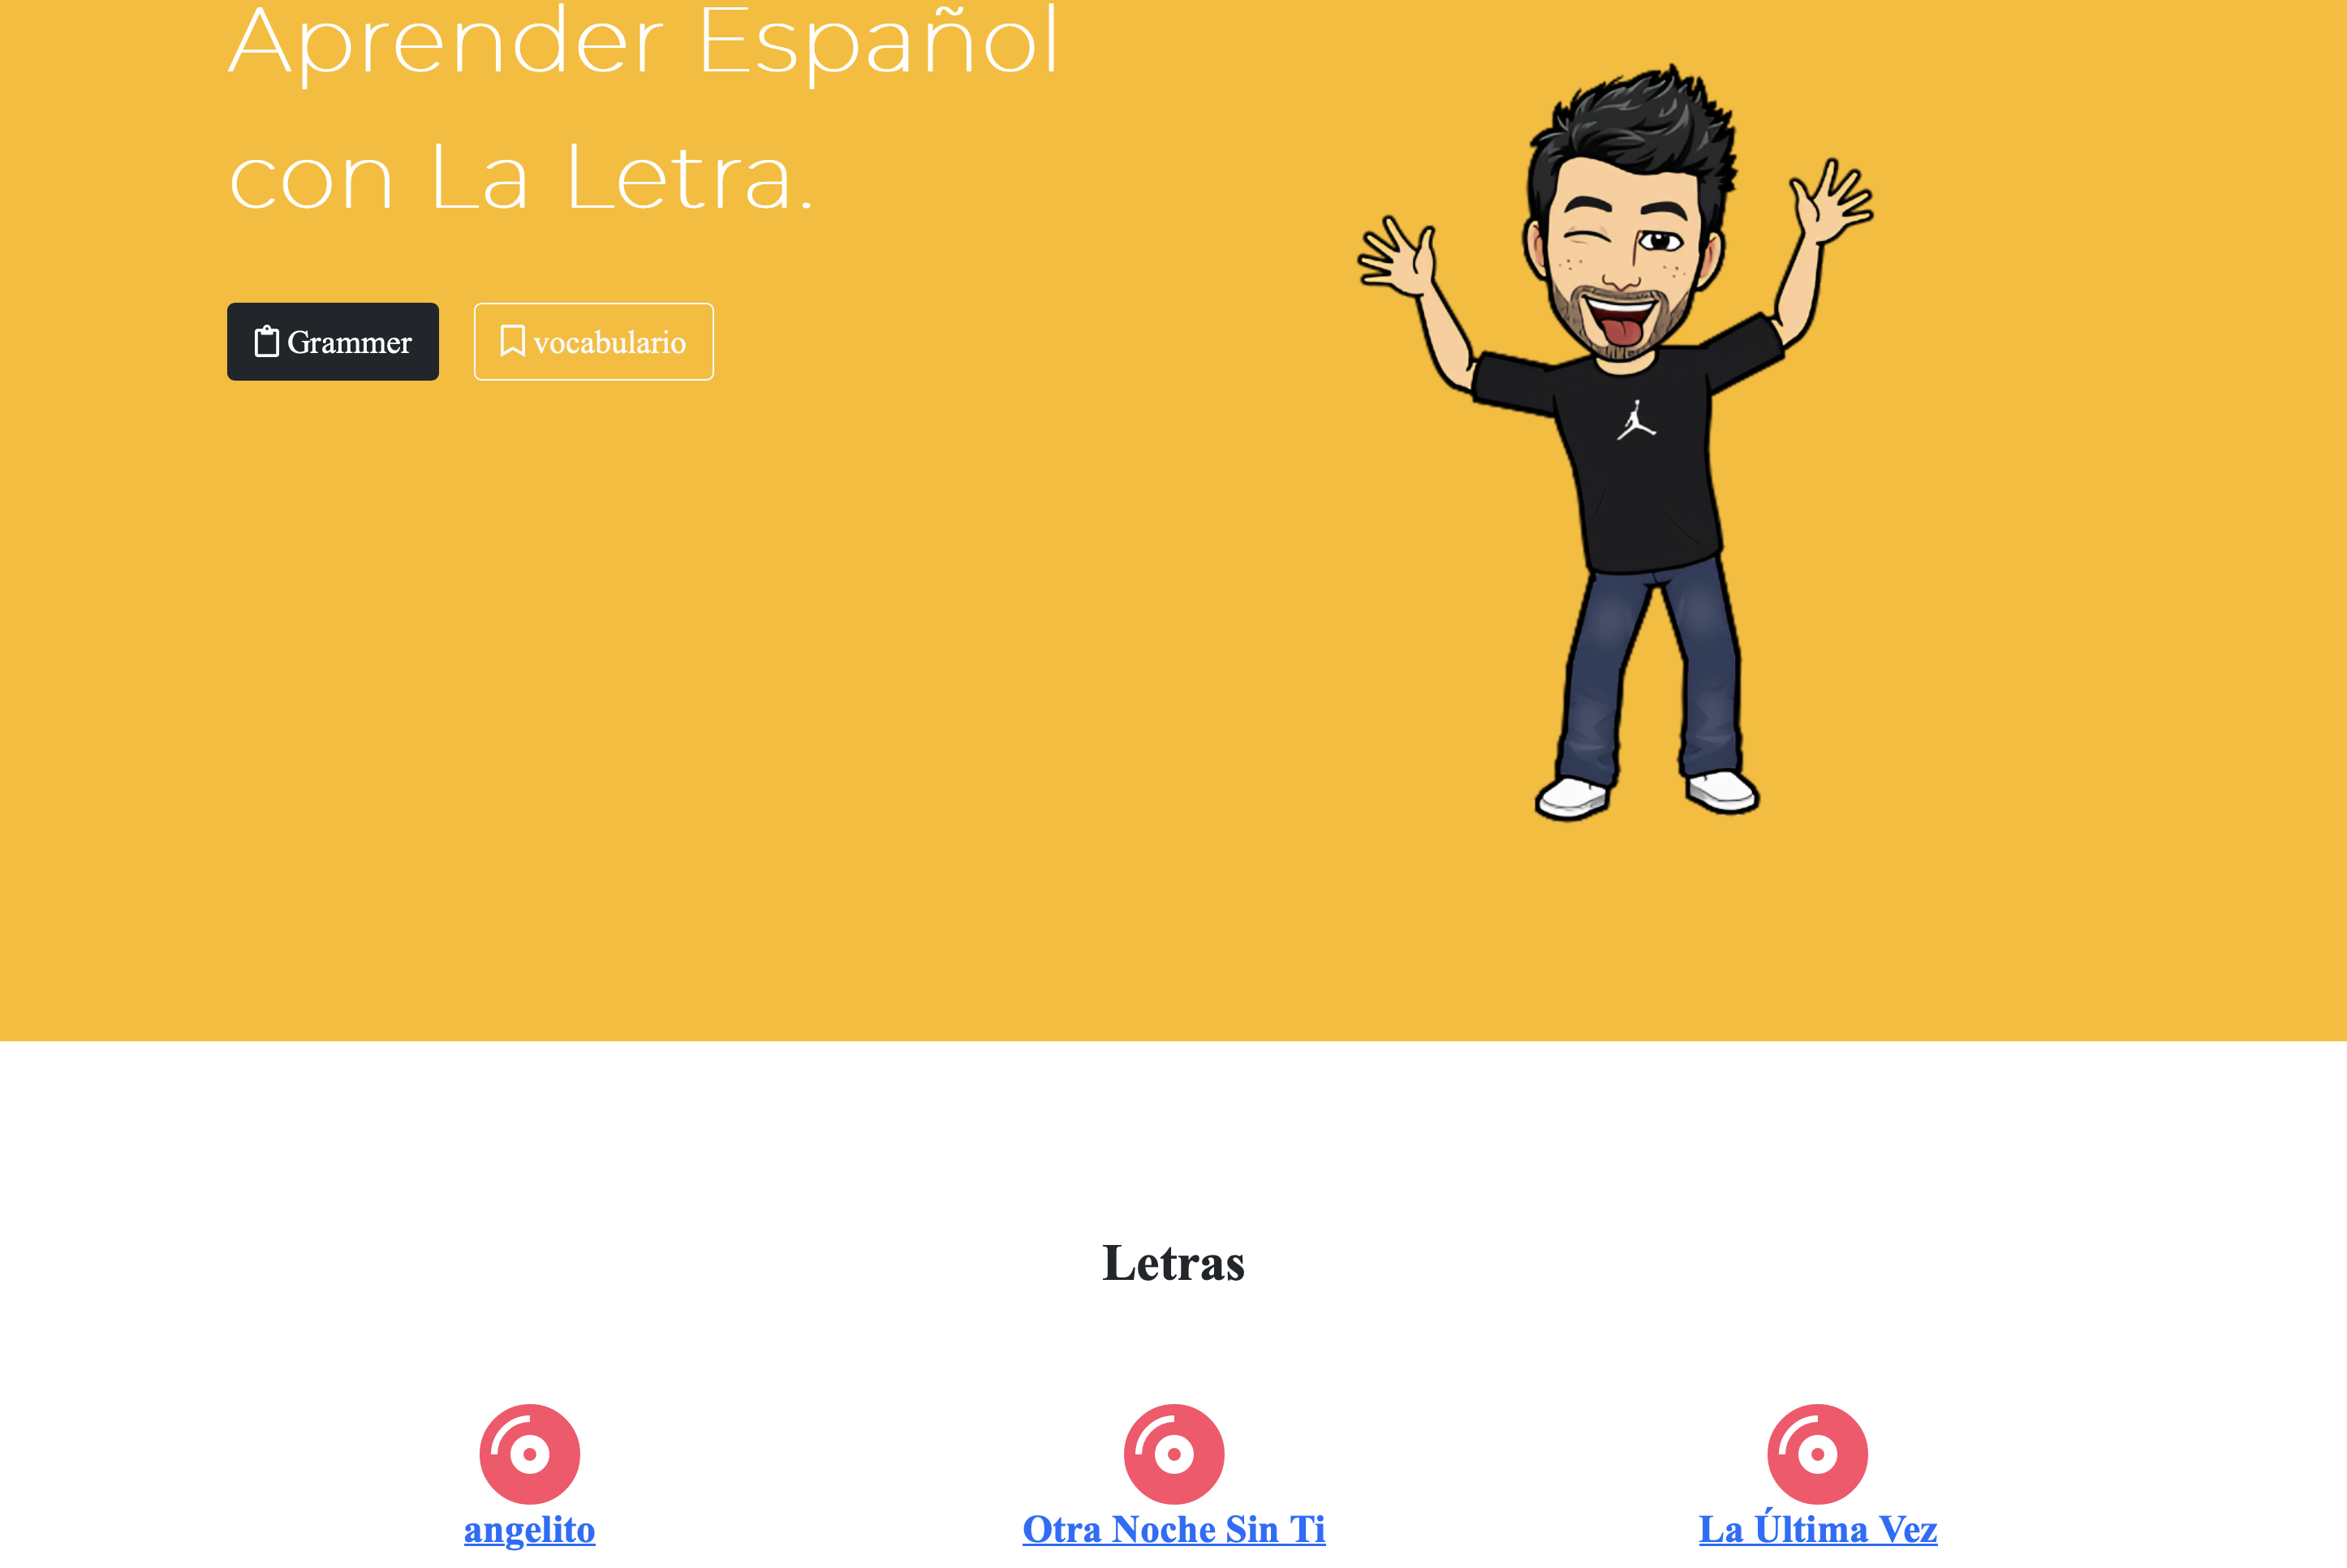 Aprender Español
con La Letra.
Grammer
vocabulario
Letras
angelito
Otra Noche Sin Ti
La Última Vez